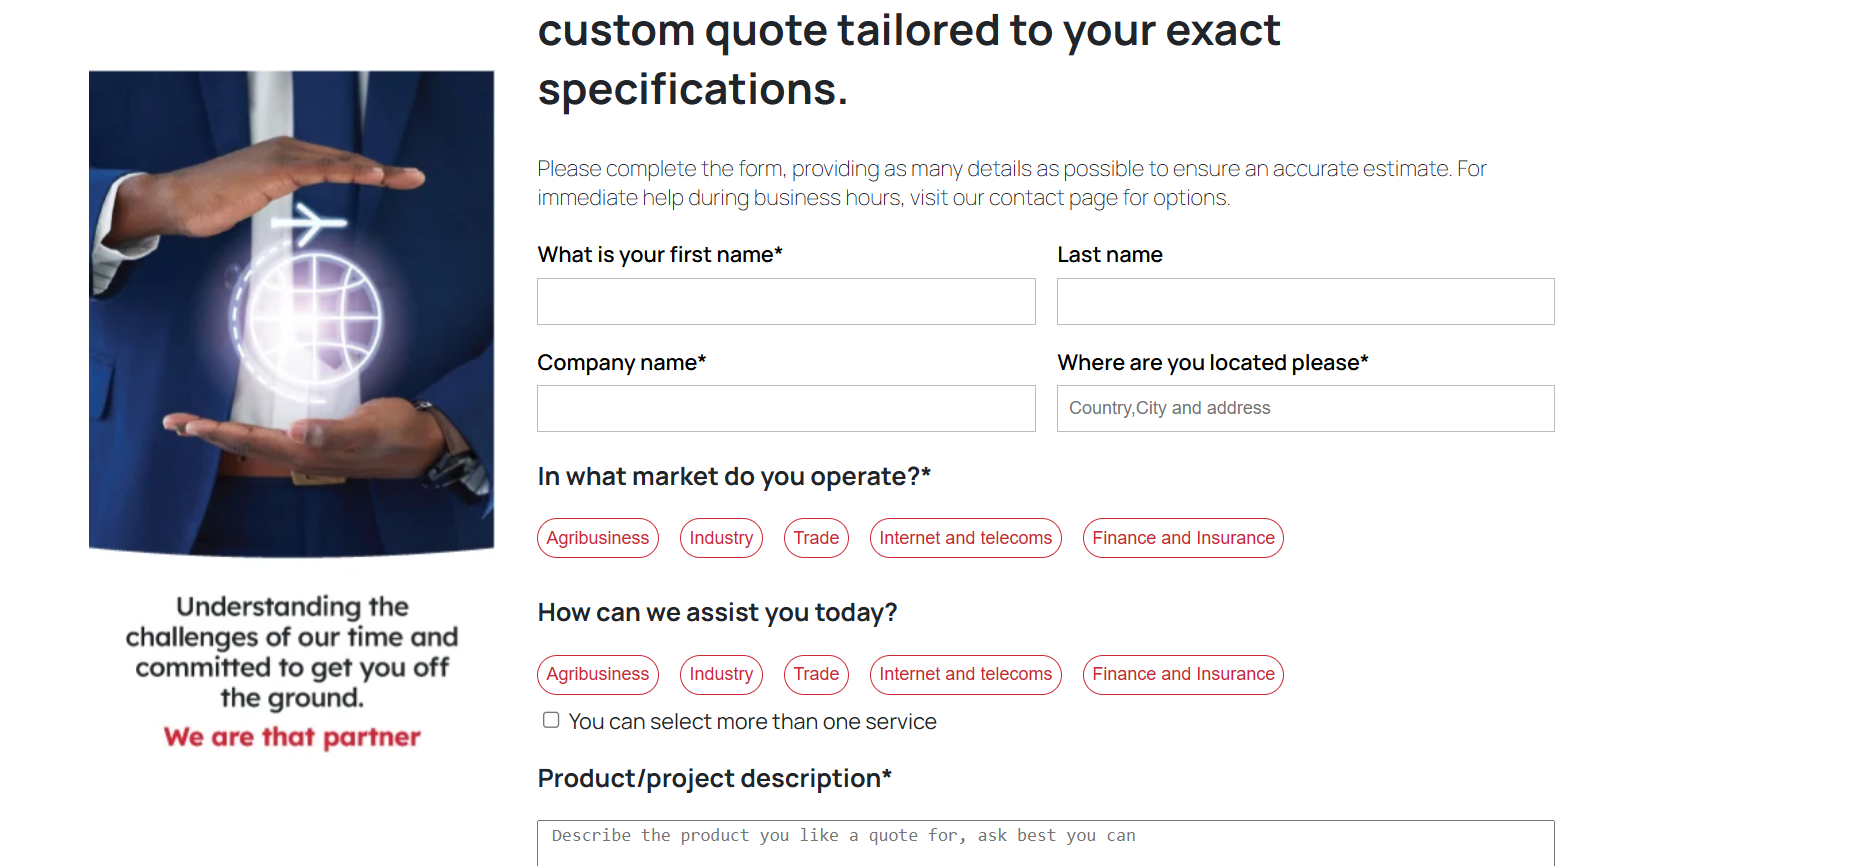 custom quote tailored to your exact
specifications.
Please complete the form, providing as many details as possible to ensure an accurate estimate. For
immediate help during business hours, visit our contact page for options.
What is your first name*
Last name
Company name*
Where are you located please*
Country,City and address
In what market do you operate?*
Agribusiness
Industry
Trade
Internet and telecoms
Finance and Insurance
How can we assist you today?
Agribusiness
Industry
Trade
Internet and telecoms
Finance and Insurance
You can select more than one service
Product/project description*
Describe the product you like a quote for, ask best you can
Understanding the
challenges of our time and
committed to get you off
the ground.
We are that partner